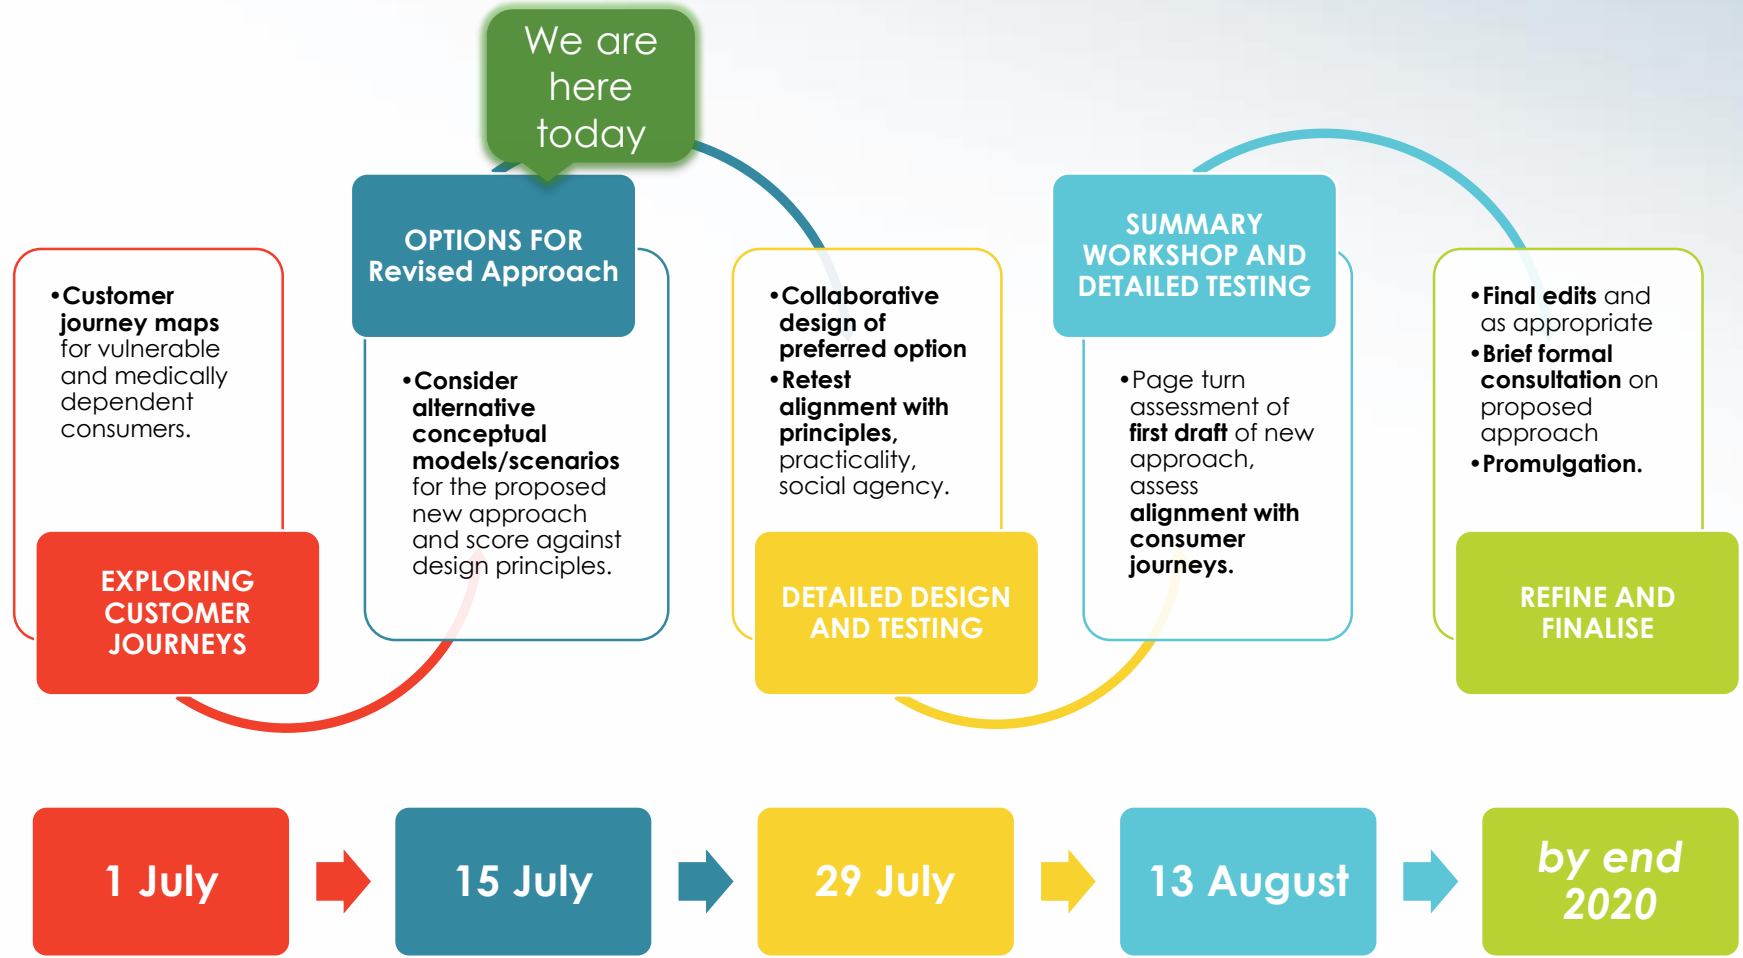 We are
here
today
•Customer
journey maps
for vulnerable
and medically
dependent
consumers.
EXPLORING
CUSTOMER
JOURNEYS
OPTIONS FOR
Revised Approach
•Consider
alternative
conceptual
models/scenarios
for the proposed
new approach
and score against
design principles.
•Collaborative
design of
preferred option
•Retest
alignment with
principles,
practicality,
social agency.
DETAILED DESIGN
AND TESTING
SUMMARY
WORKSHOP AND
DETAILED TESTING
•Page turn
assessment of
first draft of new
approach,
assess
alignment with
consumer
journeys.
•Final edits and
as appropriate
•Brief formal
consultation on
proposed
approach
•Promulgation.
REFINE AND
FINALISE
1 July
15 July
29 July
13 August
by end
2020